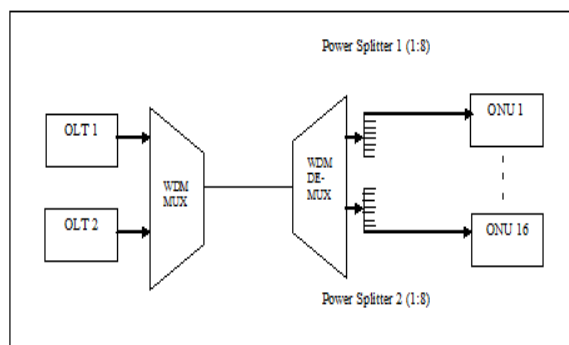 Power Splitter 1 (1:8)
OLT 1
ONU 1
WDM
MUX
WDM
DE-
MUX
OLT 2
ONU 16
Power Splitter 2 (1:8)